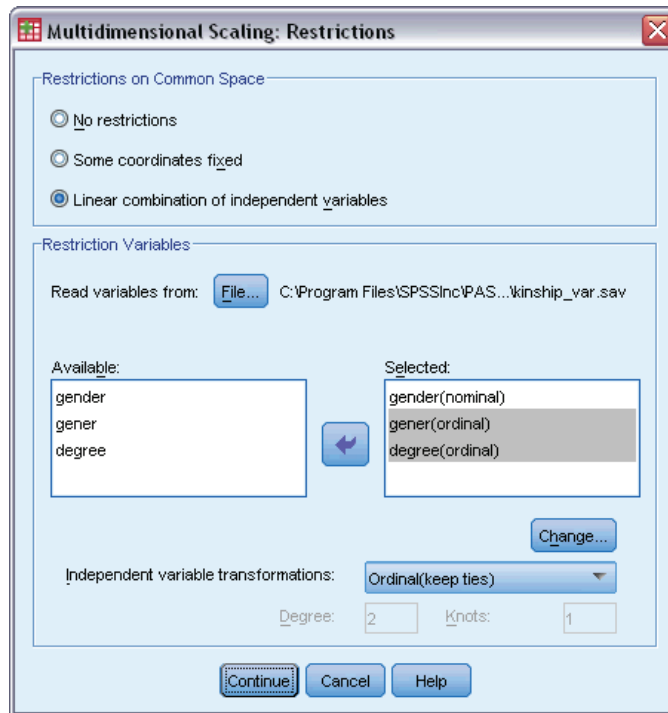 Multidimensional Scaling: Restrictions
Restrictions on Common Space
No restrictions
Some coordinates fixed
Linear combination of independent variables
Restriction Variables
Read variables from: File... C:\Program Files\SPSSInc\PAS...\kinship_var.sav
Available: Selected:
gender gender(nominal)
gener gener(ordinal)
degree degree(ordinal)
Change...
Independent variable transformations: Ordinal(keep ties)
Degree: 2 Knots: 1
Continue Cancel Help